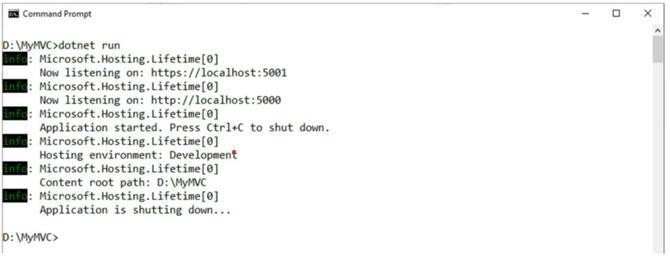 Command Prompt
D:\MyMVC>dotnet run
info: Microsoft.Hosting.Lifetime[0]
Now listening on: https://localhost:5001
info: Microsoft.Hosting.Lifetime[0]
Now listening on: http://localhost:5000
info: Microsoft.Hosting.Lifetime[0]
Application started. Press Ctrl+C to shut down.
info: Microsoft.Hosting.Lifetime[0]
Hosting environment: Development
info: Microsoft.Hosting.Lifetime[0]
Content root path: D:\MyMVC
info: Microsoft.Hosting.Lifetime[0]
Application is shutting down...
D:\MyMVC>